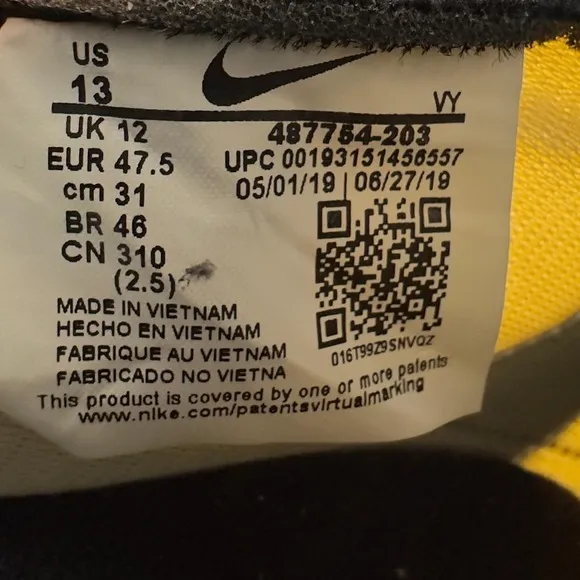 US
13
VY
UK 12
487754-203
EUR 47.5
UPC 00193151456557
cm 31
05/01/19 | 06/27/19
BR 46
CN 310
(2.5)
016T99Z9SNVQZ
MADE IN VIETNAM
HECHO EN VIETNAM
FABRIQUE AU VIETNAM
FABRICADO NO VIETNA
This product is covered by one or more patents
www.nike.com/patentsvirtualmarking